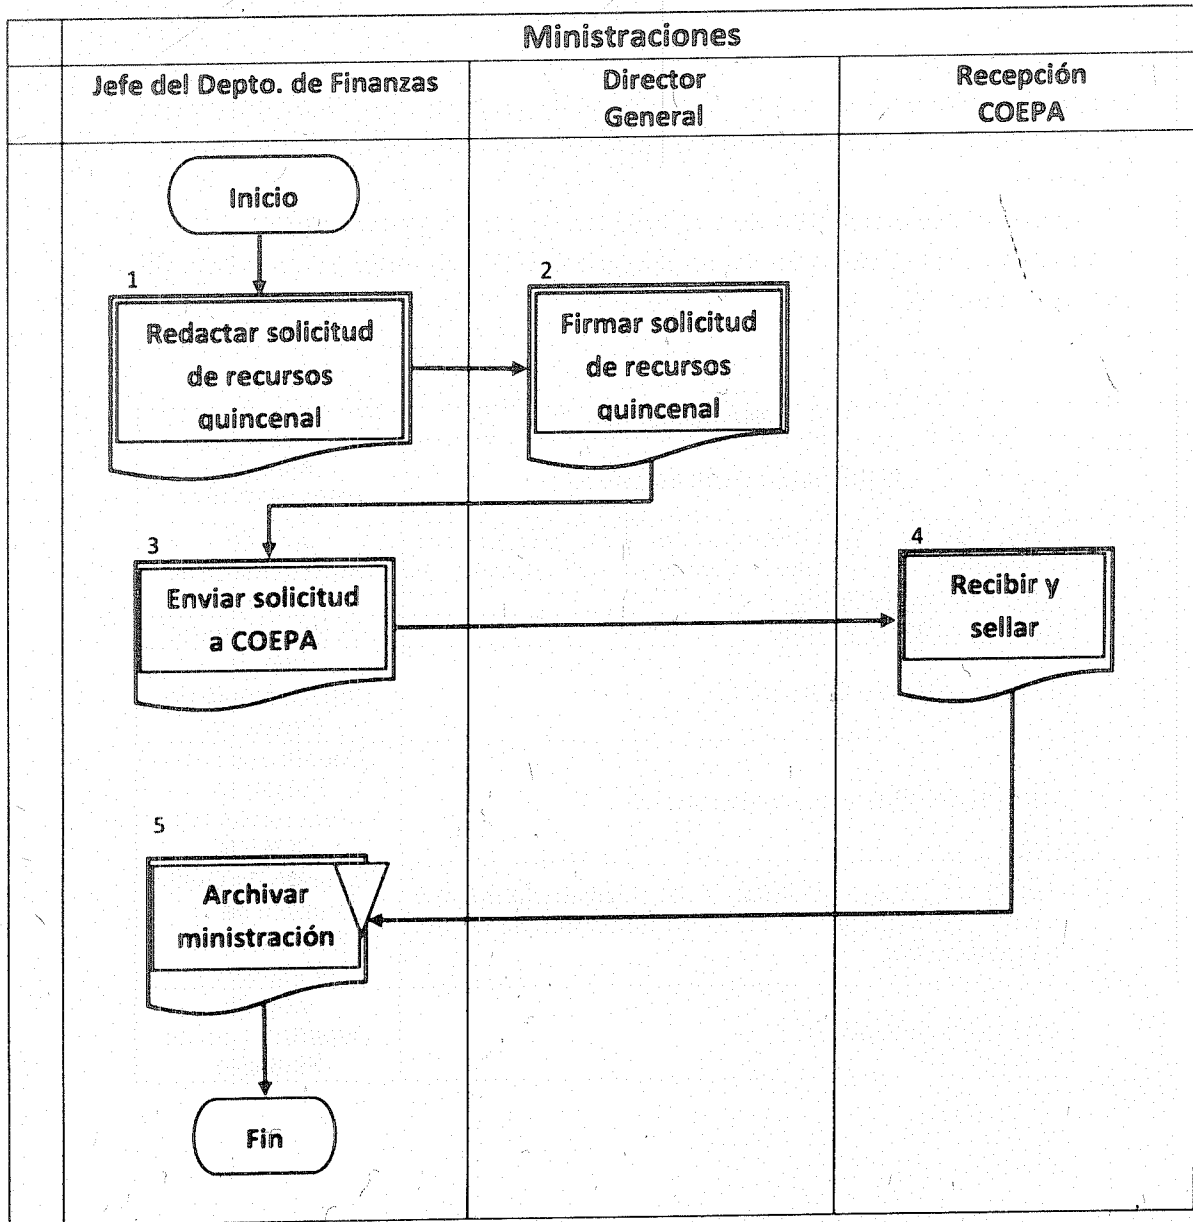 Ministraciones
Jefe del Depto. de Finanzas
Director
General
Recepción
COEPA
Inicio
1
Redactar solicitud
de recursos
quincenal
2
Firmar solicitud
de recursos
quincenal
3
Enviar solicitud
a COEPA
4
Recibir y
sellar
5
Archivar
ministración
Fin